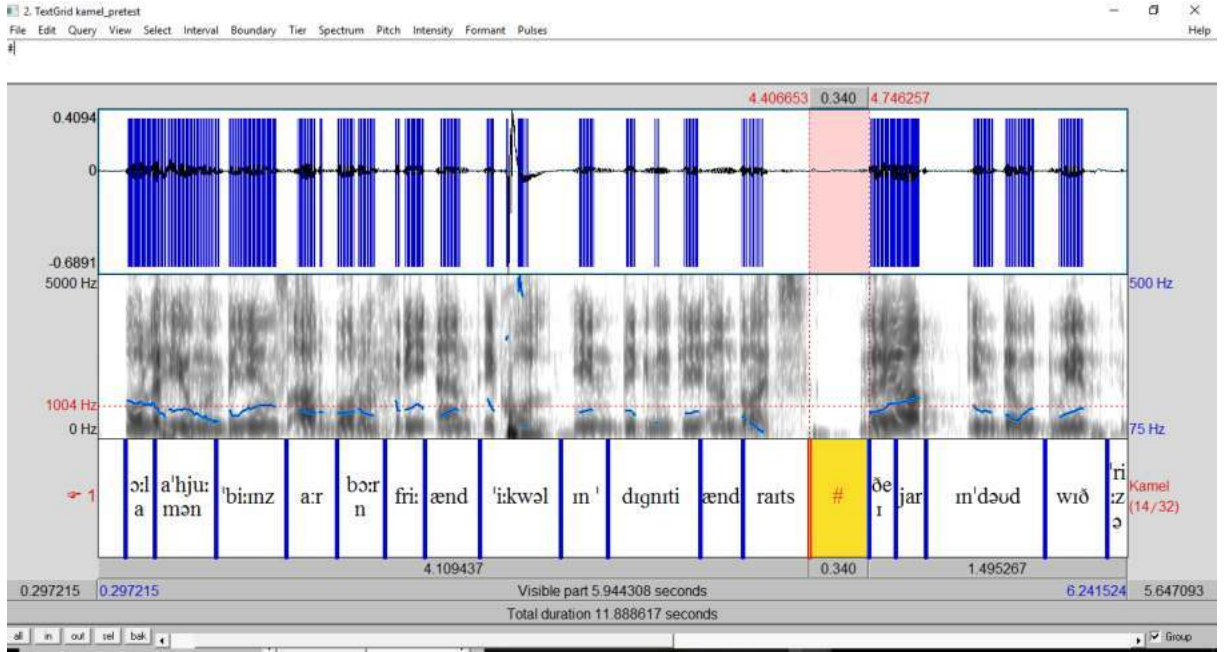 2. TextGrid kamel_pretest
File Edit Query View Select Interval Boundary Tier Spectrum Pitch Intensity Formant Pulses Help
#
4.406653 0.340 4.746257
0.4094
0
-0.6891
5000 Hz 500 Hz
1004 Hz
0 Hz 75 Hz
1 ɔːl a a'hjuː mən 'biːɪnz aːr bɔːr n friː ænd 'iːkwəl ɪn ' dɪɡnɪti ænd raɪts # ðe ɪ jar ɪn'dəʊd wɪð 'ri ːz ə Kamel (14/32)
4.109437 0.340 1.495267
0.297215 0.297215 Visible part 5.944308 seconds 6.241524 5.647093
Total duration 11.888617 seconds
all in out sel bak Group